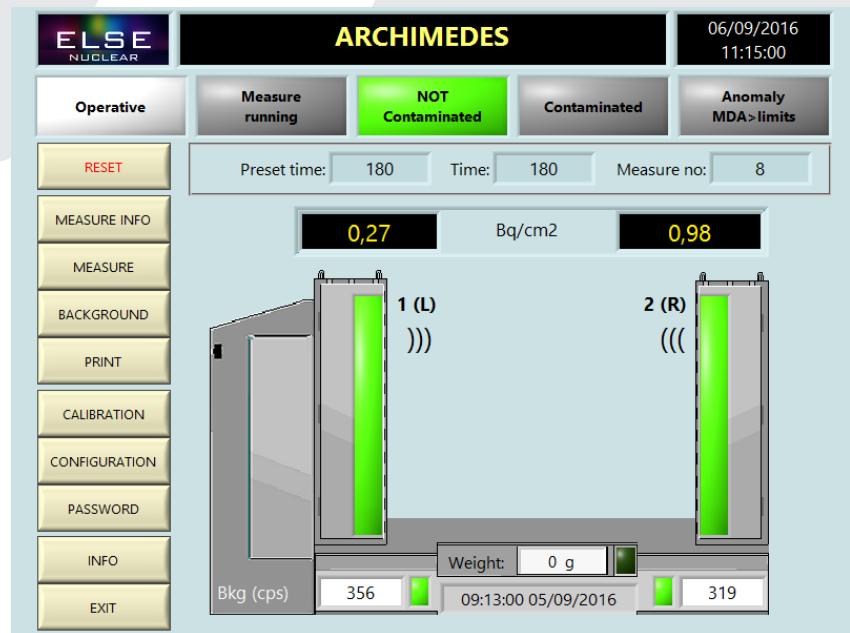 ELSE
NUCLEAR
ARCHIMEDES
06/09/2016
11:15:00
Operative
Measure
running
NOT
Contaminated
Contaminated
Anomaly
MDA>limits
RESET
Preset time: 180 Time: 180 Measure no: 8
MEASURE INFO
0,27 Bq/cm2 0,98
MEASURE
BACKGROUND
PRINT
CALIBRATION
CONFIGURATION
PASSWORD
INFO
EXIT
1 (L) 2 (R)
))) (((
Weight: 0 g
Bkg (cps) 356 09:13:00 05/09/2016 319